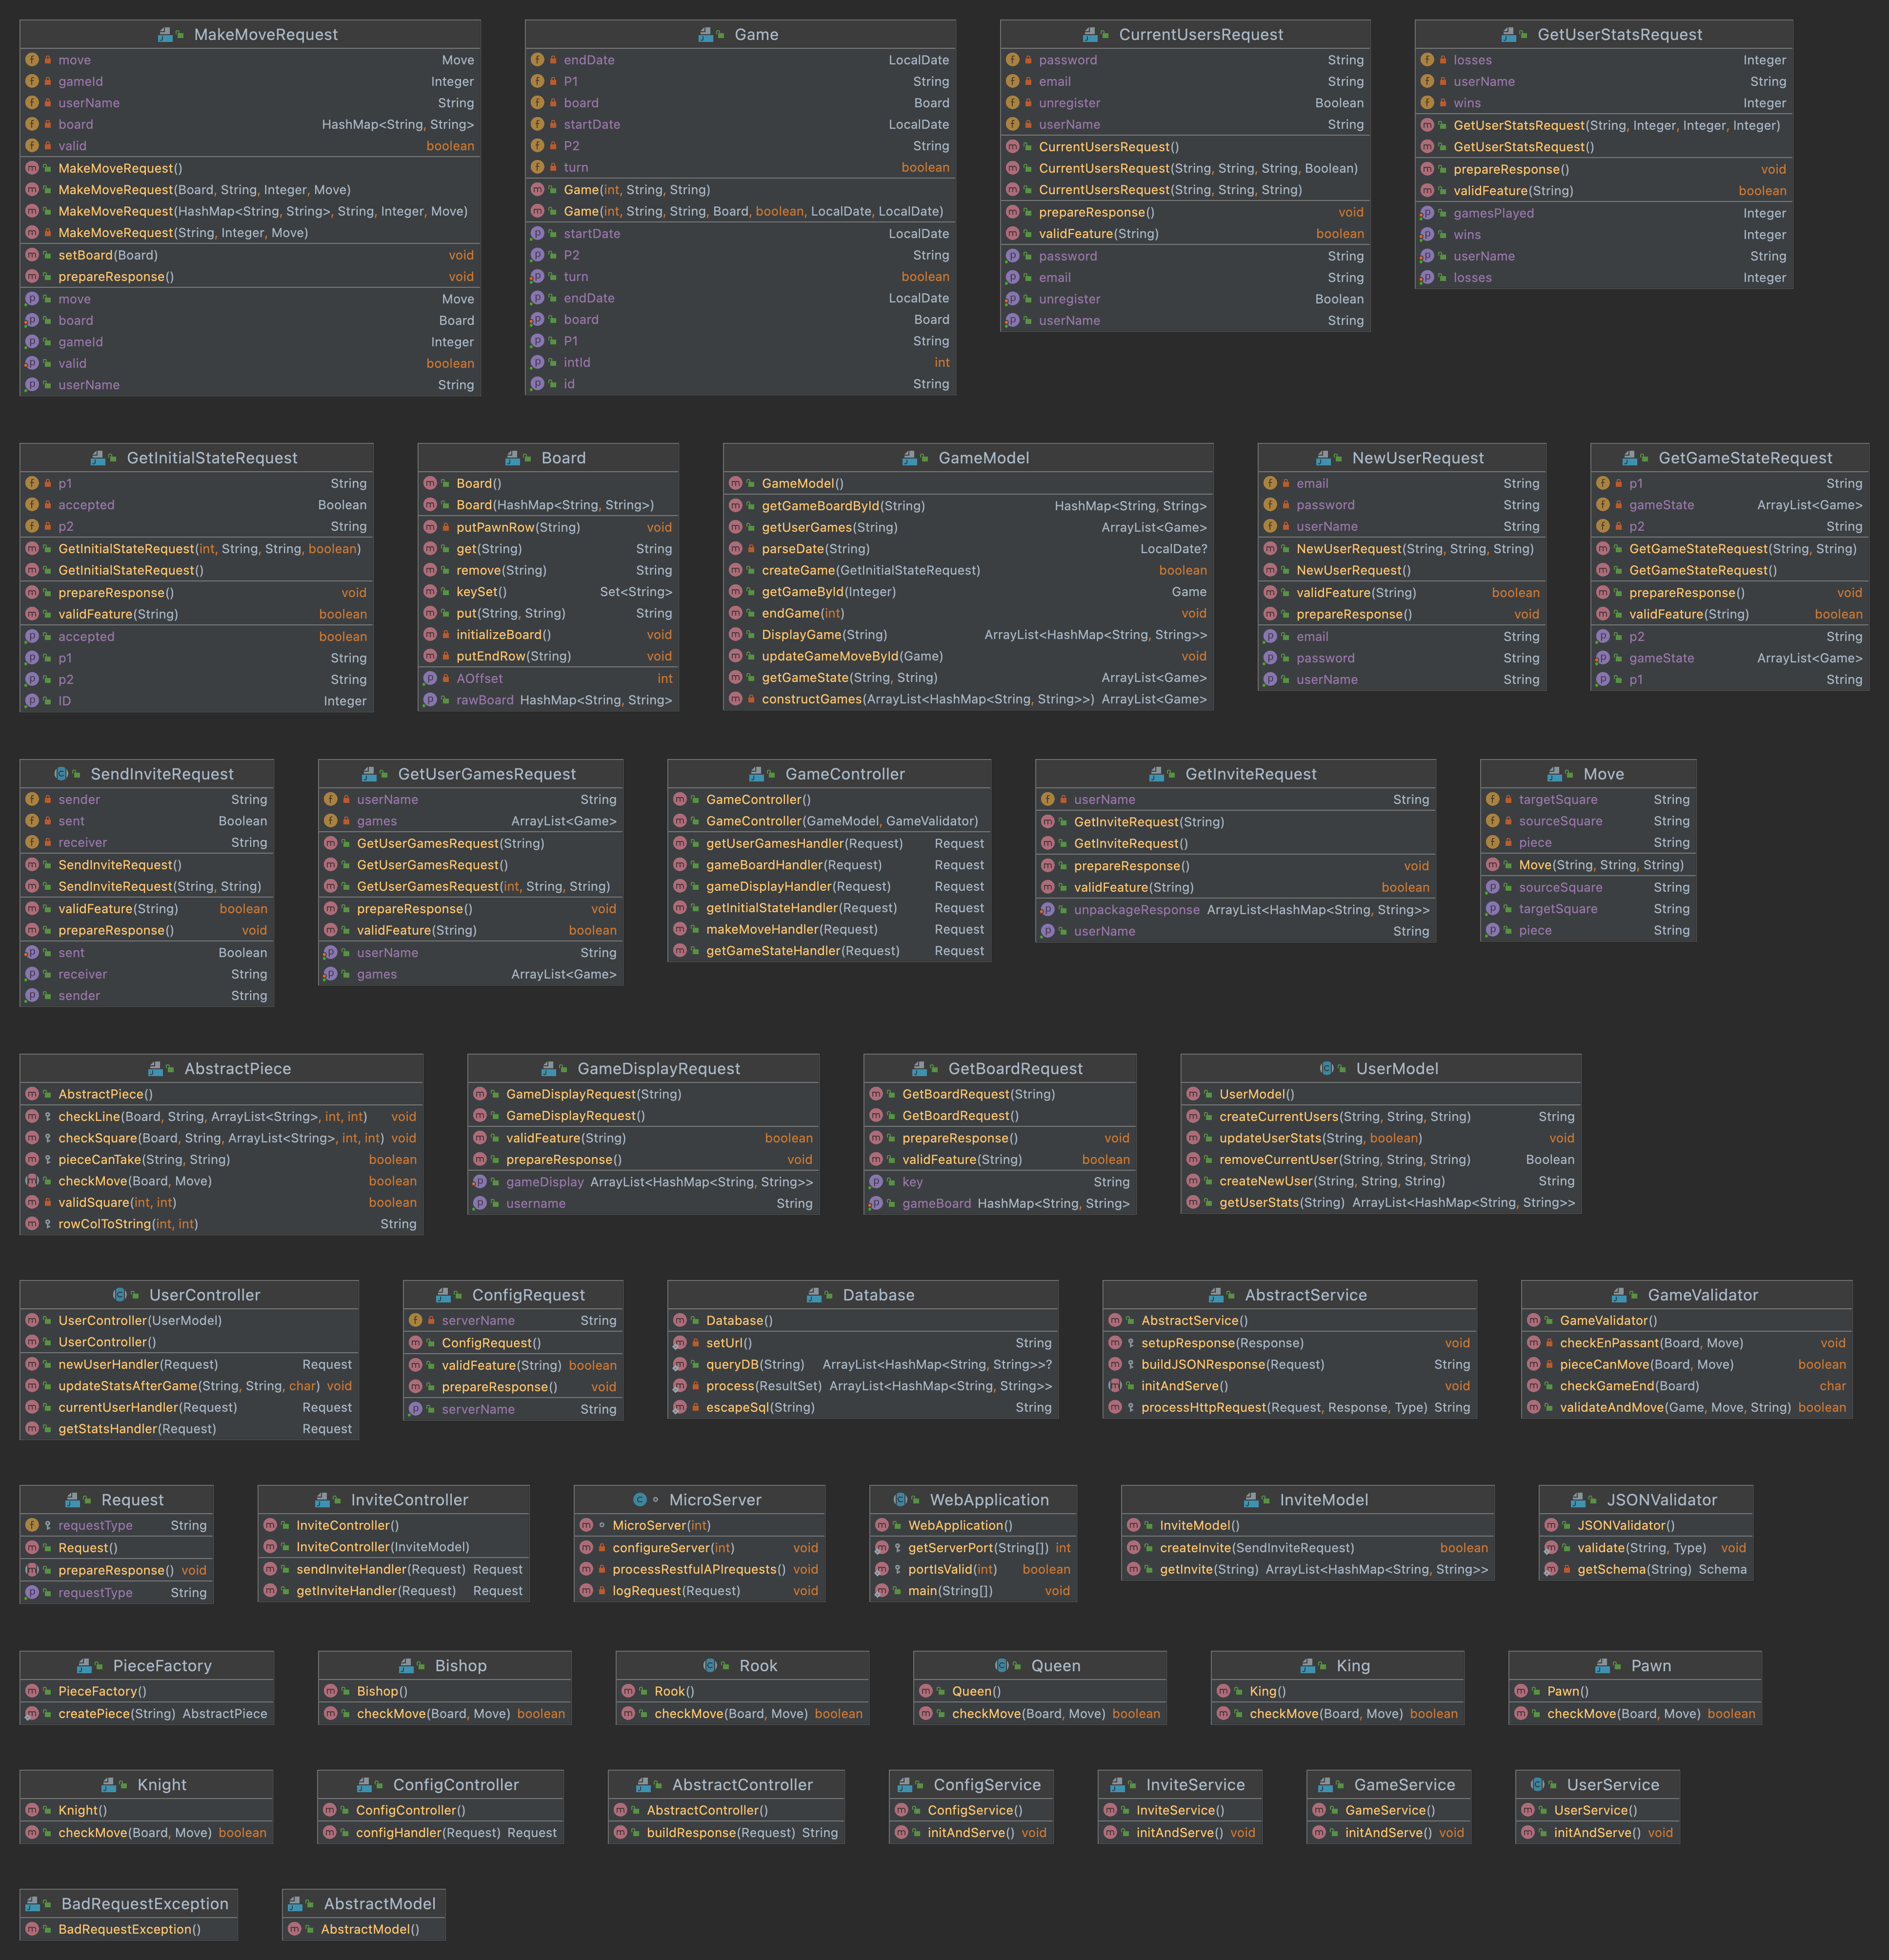 MakeMoveRequest
move Move
gameId Integer
userName String
board HashMap<String, String>
valid boolean
MakeMoveRequest()
MakeMoveRequest(Board, String, Integer, Move)
MakeMoveRequest(HashMap<String, String>, String, Integer, Move)
MakeMoveRequest(String, Integer, Move)
setBoard(Board) void
prepareResponse() void
move Move
board Board
gameId Integer
valid boolean
userName String
Game
endDate LocalDate
P1 String
board Board
startDate LocalDate
P2 String
turn boolean
Game(int, String, String)
Game(int, String, String, Board, boolean, LocalDate, LocalDate)
startDate LocalDate
P2 String
turn boolean
endDate LocalDate
board Board
P1 String
intId int
id String
CurrentUsersRequest
password String
email String
unregister Boolean
userName String
CurrentUsersRequest()
CurrentUsersRequest(String, String, String, Boolean)
CurrentUsersRequest(String, String, String)
prepareResponse() void
validFeature(String) boolean
password String
email String
unregister Boolean
userName String
GetUserStatsRequest
losses Integer
userName String
wins Integer
GetUserStatsRequest(String, Integer, Integer, Integer)
GetUserStatsRequest()
prepareResponse() void
validFeature(String) boolean
gamesPlayed Integer
wins Integer
userName String
losses Integer
GetInitialStateRequest
p1 String
accepted Boolean
p2 String
GetInitialStateRequest(int, String, String, boolean)
GetInitialStateRequest()
prepareResponse() void
validFeature(String) boolean
accepted boolean
p1 String
p2 String
ID Integer
Board
Board()
Board(HashMap<String, String>)
putPawnRow(String) void
get(String) String
remove(String) String
keySet() Set<String>
put(String, String) String
initializeBoard() void
putEndRow(String) void
AOffset int
rawBoard HashMap<String, String>
GameModel
GameModel()
getGameBoardById(String) HashMap<String, String>
getUserGames(String) ArrayList<Game>
parseDate(String) LocalDate?
createGame(GetInitialStateRequest) boolean
getGameById(Integer) Game
endGame(int) void
DisplayGame(String) ArrayList<HashMap<String, String>>
updateGameMoveById(Game) void
getGameState(String, String) ArrayList<Game>
constructGames(ArrayList<HashMap<String, String>>) ArrayList<Game>
NewUserRequest
email String
password String
userName String
NewUserRequest(String, String, String)
NewUserRequest()
validFeature(String) boolean
prepareResponse() void
email String
password String
userName String
GetGameStateRequest
p1 String
gameState ArrayList<Game>
p2 String
GetGameStateRequest(String, String)
GetGameStateRequest()
prepareResponse() void
validFeature(String) boolean
p2 String
gameState ArrayList<Game>
p1 String
SendInviteRequest
sender String
sent Boolean
receiver String
SendInviteRequest()
SendInviteRequest(String, String)
validFeature(String) boolean
prepareResponse() void
sent Boolean
receiver String
sender String
GetUserGamesRequest
userName String
games ArrayList<Game>
GetUserGamesRequest(String)
GetUserGamesRequest()
GetUserGamesRequest(int, String, String)
prepareResponse() void
validFeature(String) boolean
userName String
games ArrayList<Game>
GameController
GameController()
GameController(GameModel, GameValidator)
getUserGamesHandler(Request) Request
gameBoardHandler(Request) Request
gameDisplayHandler(Request) Request
getInitialStateHandler(Request) Request
makeMoveHandler(Request) Request
getGameStateHandler(Request) Request
GetInviteRequest
userName String
GetInviteRequest(String)
GetInviteRequest()
prepareResponse() void
validFeature(String) boolean
unpackageResponse ArrayList<HashMap<String, String>>
userName String
Move
targetSquare String
sourceSquare String
piece String
Move(String, String, String)
sourceSquare String
targetSquare String
piece String
AbstractPiece
AbstractPiece()
checkLine(Board, String, ArrayList<String>, int, int) void
checkSquare(Board, String, ArrayList<String>, int, int) void
pieceCanTake(String, String) boolean
checkMove(Board, Move) boolean
validSquare(int, int) boolean
rowColToString(int, int) String
GameDisplayRequest
GameDisplayRequest(String)
GameDisplayRequest()
validFeature(String) boolean
prepareResponse() void
gameDisplay ArrayList<HashMap<String, String>>
username String
GetBoardRequest
GetBoardRequest(String)
GetBoardRequest()
prepareResponse() void
validFeature(String) boolean
key String
gameBoard HashMap<String, String>
UserModel
UserModel()
createCurrentUsers(String, String, String) String
updateUserStats(String, boolean) void
removeCurrentUser(String, String, String) Boolean
createNewUser(String, String, String) String
getUserStats(String) ArrayList<HashMap<String, String>>
UserController
UserController(UserModel)
UserController()
newUserHandler(Request) Request
updateStatsAfterGame(String, String, char) void
currentUserHandler(Request) Request
getStatsHandler(Request) Request
ConfigRequest
serverName String
ConfigRequest()
validFeature(String) boolean
prepareResponse() void
serverName String
Database
Database()
setUrl() String
queryDB(String) ArrayList<HashMap<String, String>>?
process(ResultSet) ArrayList<HashMap<String, String>>
escapeSql(String) String
AbstractService
AbstractService()
setupResponse(Response) void
buildJSONResponse(Request) String
initAndServe() void
processHttpRequest(Request, Response, Type) String
GameValidator
GameValidator()
checkEnPassant(Board, Move) void
pieceCanMove(Board, Move) boolean
checkGameEnd(Board) char
validateAndMove(Game, Move, String) boolean
Request
requestType String
Request()
prepareResponse() void
requestType String
InviteController
InviteController()
InviteController(InviteModel)
sendInviteHandler(Request) Request
getInviteHandler(Request) Request
MicroServer
MicroServer(int)
configureServer(int) void
processRestfulAPIrequests() void
logRequest(Request) void
WebApplication
WebApplication()
getServerPort(String[]) int
portIsValid(int) boolean
main(String[]) void
InviteModel
InviteModel()
createInvite(SendInviteRequest) boolean
getInvite(String) ArrayList<HashMap<String, String>>
JSONValidator
JSONValidator()
validate(String, Type) void
getSchema(String) Schema
PieceFactory
PieceFactory()
createPiece(String) AbstractPiece
Bishop
Bishop()
checkMove(Board, Move) boolean
Rook
Rook()
checkMove(Board, Move) boolean
Queen
Queen()
checkMove(Board, Move) boolean
King
King()
checkMove(Board, Move) boolean
Pawn
Pawn()
checkMove(Board, Move) boolean
Knight
Knight()
checkMove(Board, Move) boolean
ConfigController
ConfigController()
configHandler(Request) Request
AbstractController
AbstractController()
buildResponse(Request) String
ConfigService
ConfigService()
initAndServe() void
InviteService
InviteService()
initAndServe() void
GameService
GameService()
initAndServe() void
UserService
UserService()
initAndServe() void
BadRequestException
BadRequestException()
AbstractModel
AbstractModel()